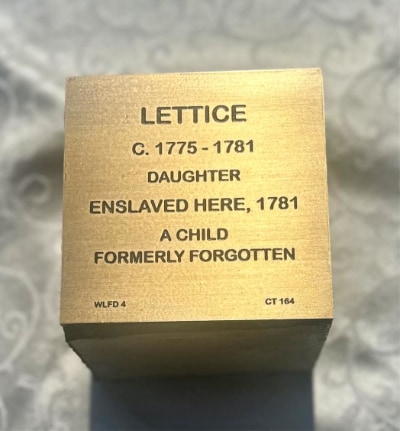 LETTICE
C. 1775 - 1781
DAUGHTER
ENSLAVED HERE, 1781
A CHILD
FORMERLY FORGOTTEN
WLFD 4 CT 164